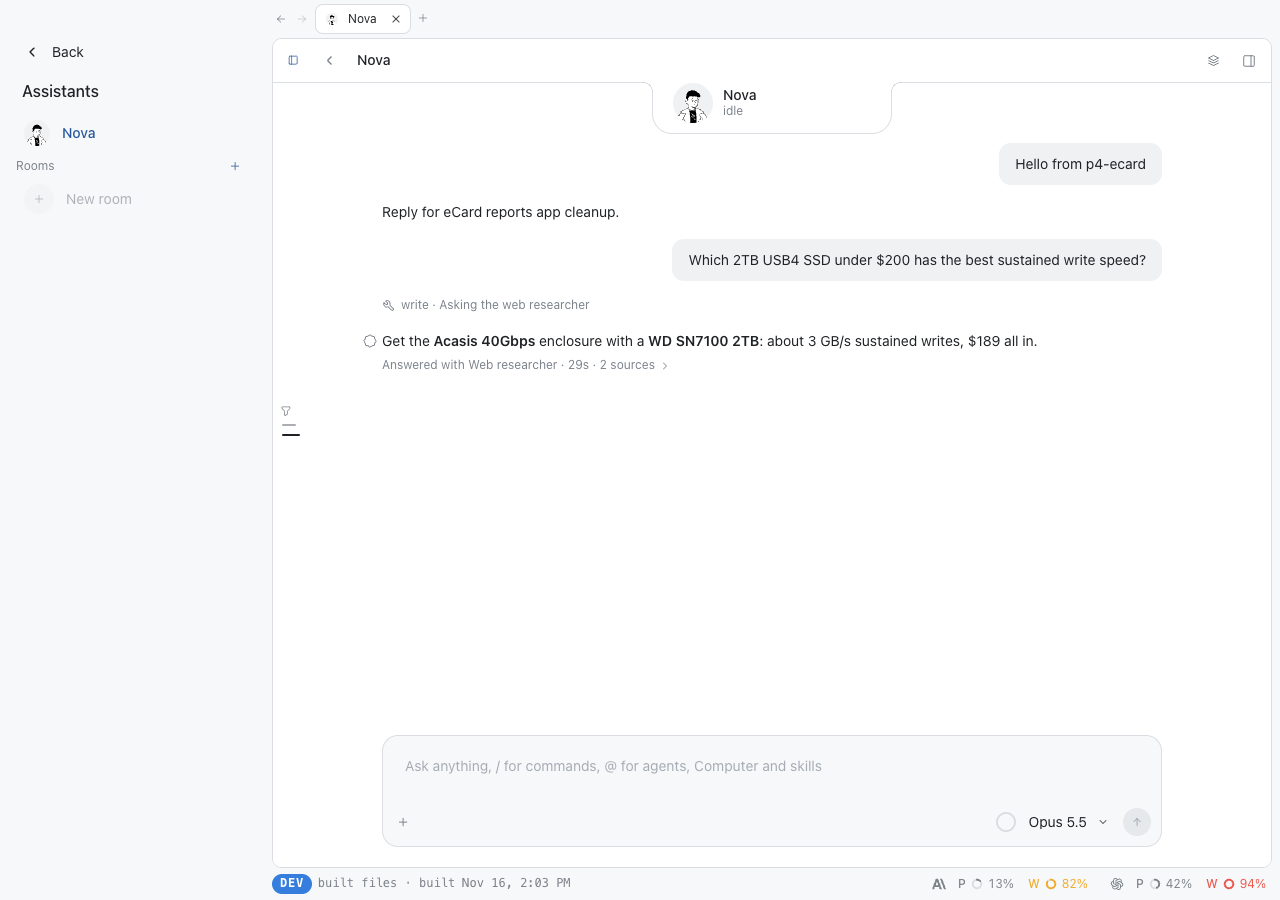 Nova
Back
Nova
Assistants
Nova
idle
Nova
Rooms
New room
Hello from p4-ecard
Reply for eCard reports app cleanup.
Which 2TB USB4 SSD under $200 has the best sustained write speed?
write · Asking the web researcher
Get the Acasis 40Gbps enclosure with a WD SN7100 2TB: about 3 GB/s sustained writes, $189 all in.
Answered with Web researcher · 29s · 2 sources
Ask anything, / for commands, @ for agents, Computer and skills
Opus 5.5
DEV built files · built Nov 16, 2:03 PM
P 13% W 82% P 42% W 94%